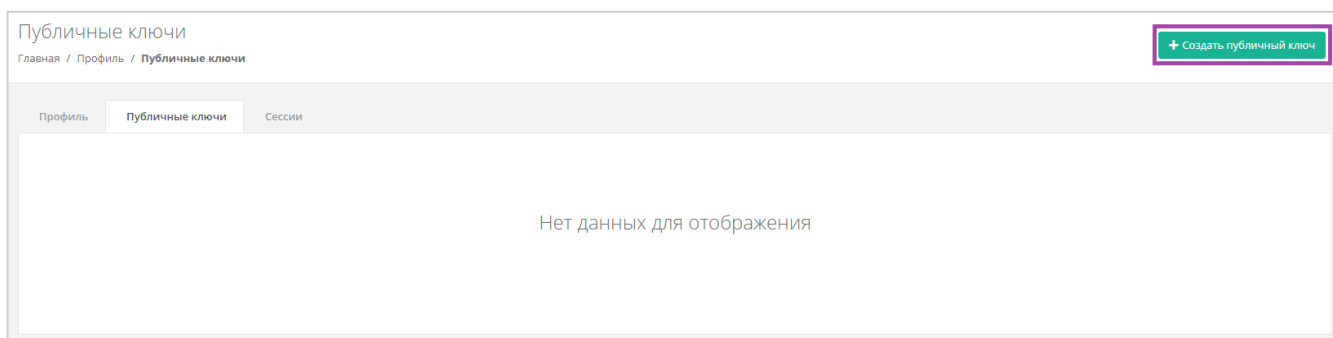 Публичные ключи
+ Создать публичный ключ
Главная / Профиль / Публичные ключи
Профиль Публичные ключи Сессии
Нет данных для отображения